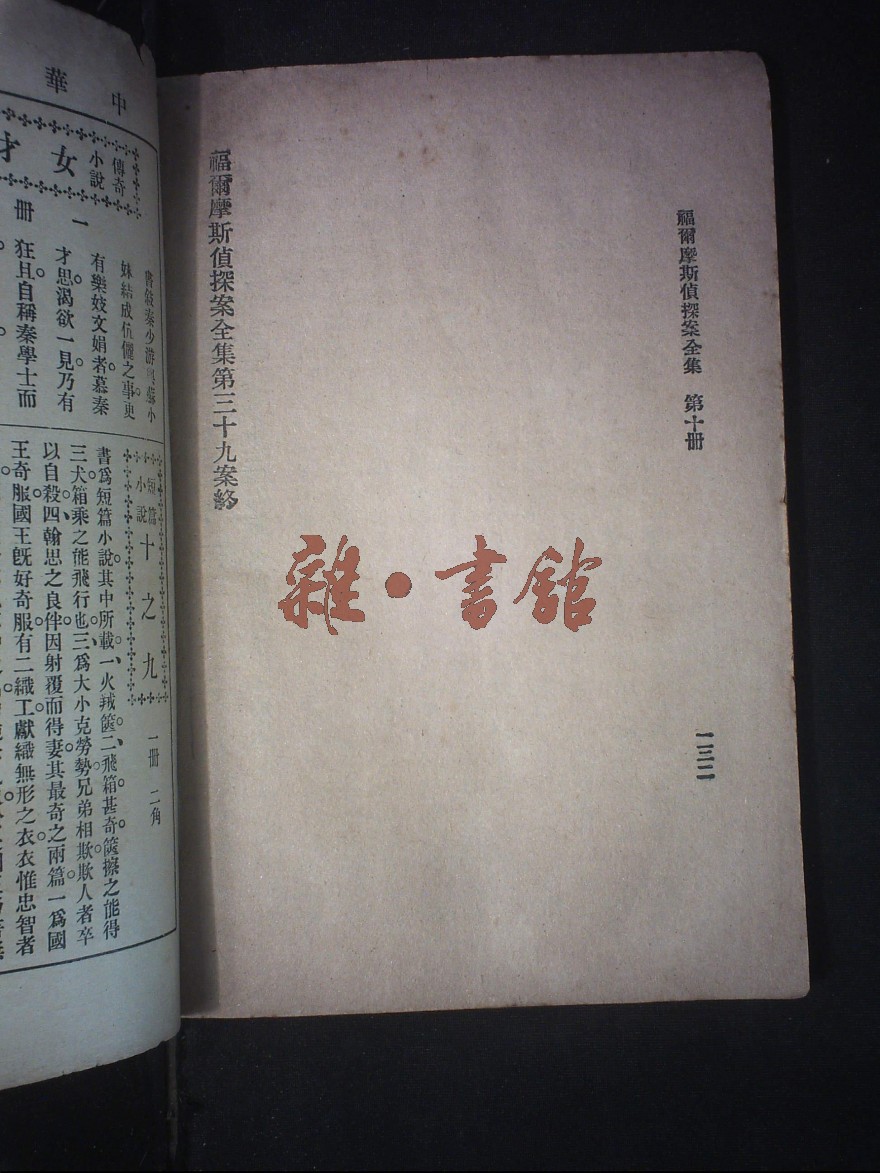 福爾摩斯偵探案全集 第十册
一三二
福爾摩斯偵探案全集第三十九案終
雜·書館
中華
傳奇小說
女才
一册
書敍秦少游與蘇小
妹結成伉儷之事更
有樂妓文娟者慕秦
才思渴欲一見乃有
狂且自稱秦學士而
短篇小說
十之九
一册 二角
書爲短篇小說其中所載一、火絨篋。二、飛箱甚奇。篋擦之能得
三犬箱乘之能飛行也。三、爲大小克勞勢兄弟相欺欺人者卒
以自殺。四、翰思之良伴因射覆而得妻。其最奇之兩篇。一爲國
王奇服。國王旣好奇服。有二織工獻織無形之衣。衣惟忠智者